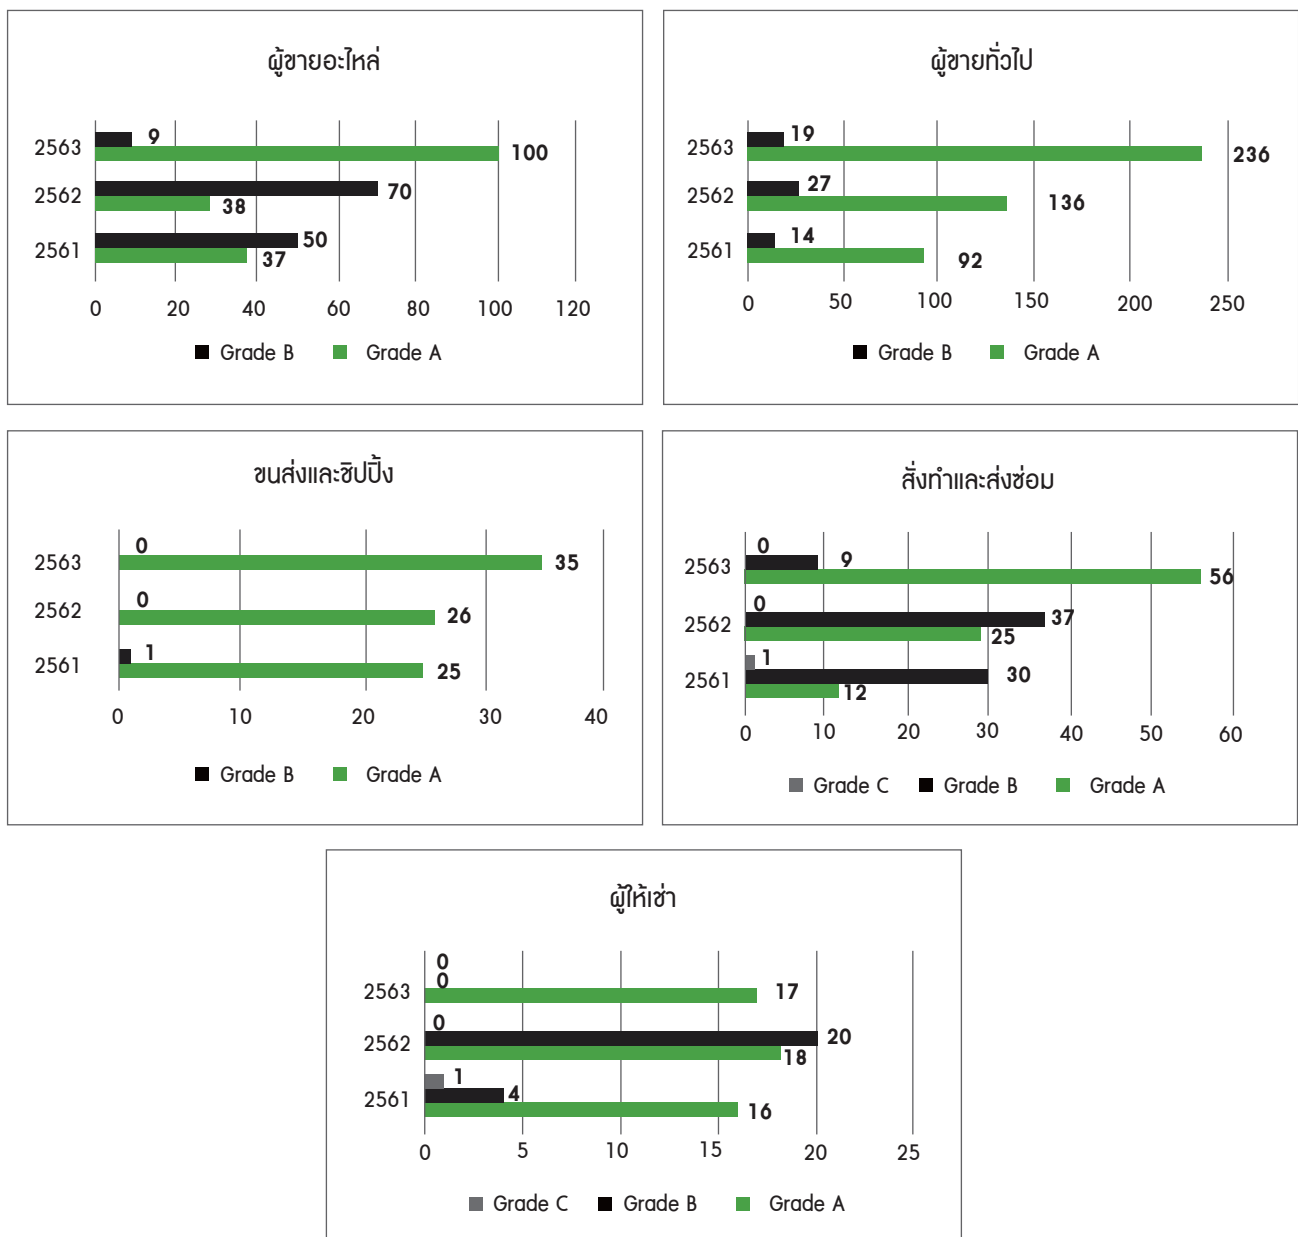 ผู้ขายอะไหล่
2563 9 100
2562 70 38
2561 50 37
0 20 40 60 80 100 120
Grade B Grade A
ผู้ขายทั่วไป
2563 19 236
2562 27 136
2561 14 92
0 50 100 150 200 250
Grade B Grade A
ขนส่งและชิปปิ้ง
2563 0 35
2562 0 26
2561 1 25
0 10 20 30 40
Grade B Grade A
สั่งทำและส่งซ่อม
2563 0 9 56
2562 0 37 25
2561 1 30 12
0 10 20 30 40 50 60
Grade C Grade B Grade A
ผู้ให้เช่า
2563 0 0 17
2562 0 20 18
2561 1 4 16
0 5 10 15 20 25
Grade C Grade B Grade A